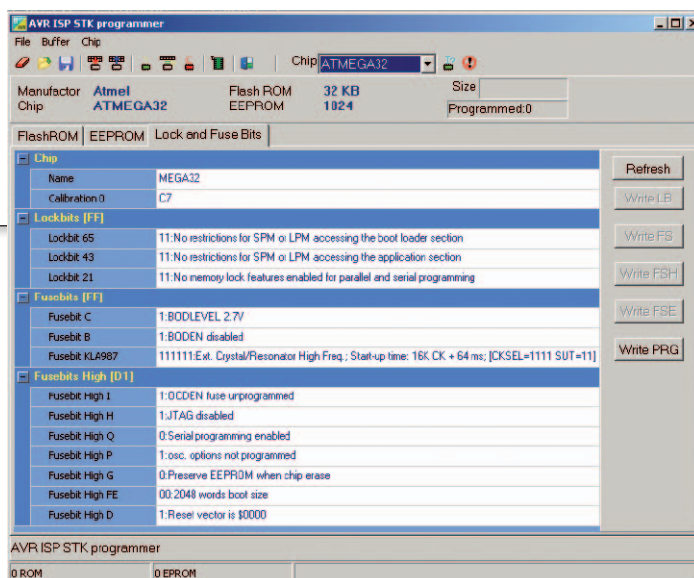 AVR ISP STK programmer
File Buffer Chip
Chip ATMEGA32
Manufactor Atmel Flash ROM 32 KB Size
Chip ATMEGA32 EEPROM 1024 Programmed:0
FlashROM EEPROM Lock and Fuse Bits
Chip
Name MEGA32
Calibration 0 C7
Lockbits [FF]
Lockbit 65 11:No restrictions for SPM or LPM accessing the boot loader section
Lockbit 43 11:No restrictions for SPM or LPM accessing the application section
Lockbit 21 11:No memory lock features enabled for parallel and serial programming
Fusebits [FF]
Fusebit C 1:BODLEVEL 2.7V
Fusebit B 1:BODEN disabled
Fusebit KLA987 111111:Ext. Crystal/Resonator High Freq.; Start-up time: 16K CK + 64 ms; [CKSEL=1111 SUT=11]
Fusebits High [D1]
Fusebit High I 1:OCDEN fuse unprogrammed
Fusebit High H 1:JTAG disabled
Fusebit High Q 0:Serial programming enabled
Fusebit High P 1:osc. options not programmed
Fusebit High G 0:Preserve EEPROM when chip erase
Fusebit High FE 00:2048 words boot size
Fusebit High D 1:Reset vector is $0000
Refresh
Write LB
Write FS
Write FSH
Write FSE
Write PRG
AVR ISP STK programmer
0 ROM 0 EPROM